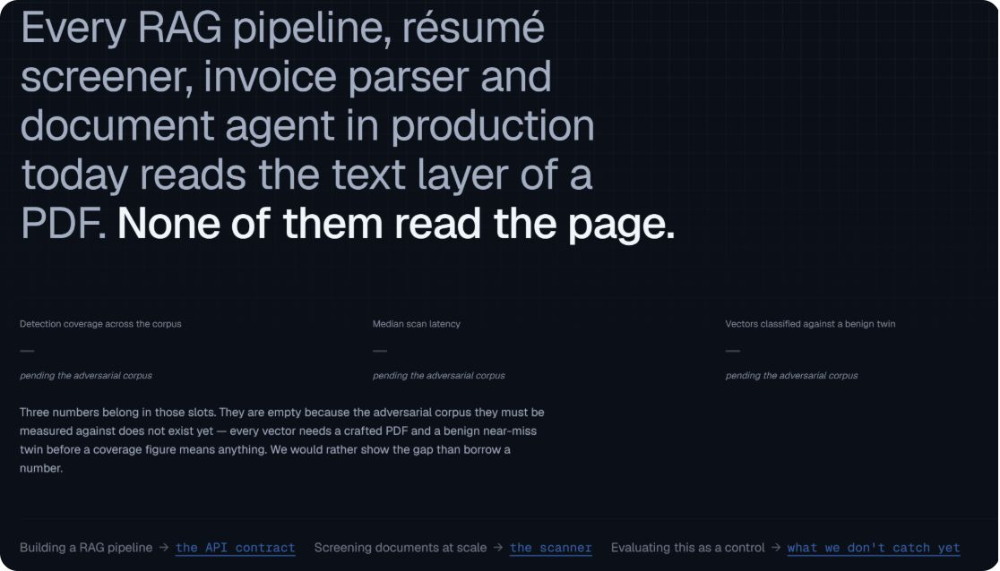 Every RAG pipeline, résumé
screener, invoice parser and
document agent in production
today reads the text layer of a
PDF. None of them read the page.
Detection coverage across the corpus
—
pending the adversarial corpus
Median scan latency
—
pending the adversarial corpus
Vectors classified against a benign twin
—
pending the adversarial corpus
Three numbers belong in those slots. They are empty because the adversarial corpus they must be
measured against does not exist yet — every vector needs a crafted PDF and a benign near-miss
twin before a coverage figure means anything. We would rather show the gap than borrow a
number.
Building a RAG pipeline → the API contract
Screening documents at scale → the scanner
Evaluating this as a control → what we don't catch yet